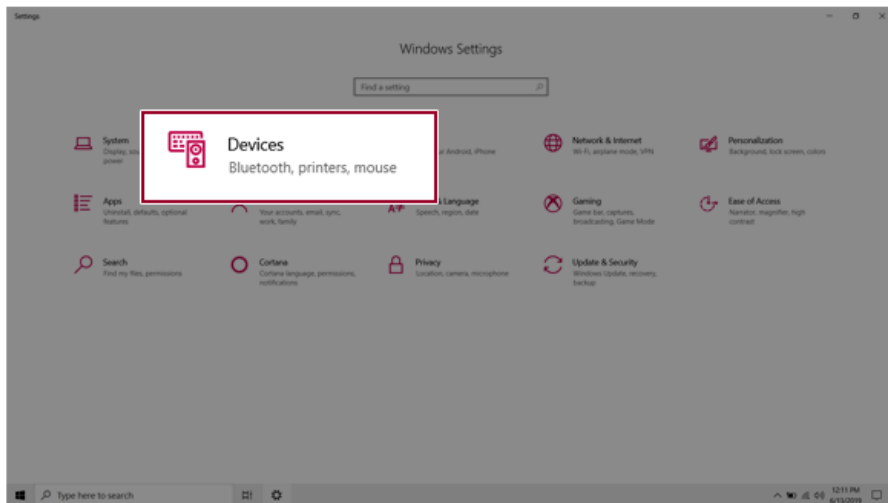 Settings
Windows Settings
Find a setting
System
Display, sou
power
Devices
Bluetooth, printers, mouse
ur Android, iPhone
Network & Internet
Wi-Fi, airplane mode, VPN
Personalization
Background, lock screen, colors
Apps
Uninstall, defaults, optional
features
Your accounts, email, sync,
work, family
Language
Speech, region, date
Gaming
Game bar, captures,
broadcasting, Game Mode
Ease of Access
Narrator, magnifier, high
contrast
Search
Find my files, permissions
Cortana
Cortana language, permissions,
notifications
Privacy
Location, camera, microphone
Update & Security
Windows Update, recovery,
backup
Type here to search
12:11 PM
6/13/2019